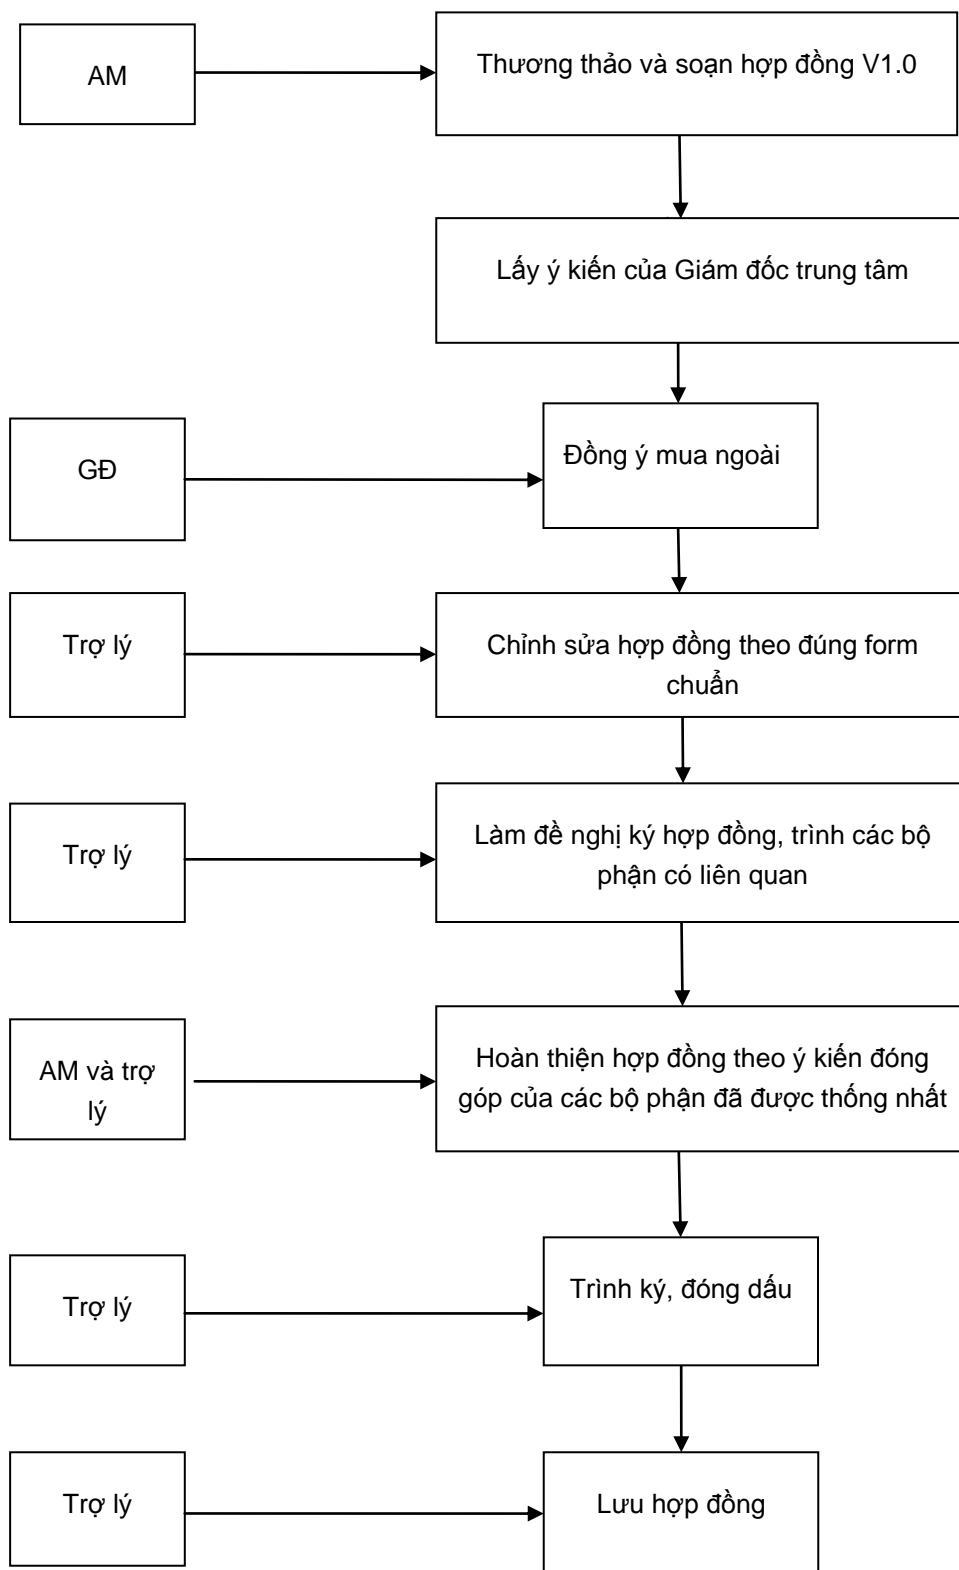 AM
Thương thảo và soạn hợp đồng V1.0
Lấy ý kiến của Giám đốc trung tâm
GĐ
Đồng ý mua ngoài
Trợ lý
Chỉnh sửa hợp đồng theo đúng form
chuẩn
Trợ lý
Làm đề nghị ký hợp đồng, trình các bộ
phận có liên quan
AM và trợ
lý
Hoàn thiện hợp đồng theo ý kiến đóng
góp của các bộ phận đã được thống nhất
Trợ lý
Trình ký, đóng dấu
Trợ lý
Lưu hợp đồng